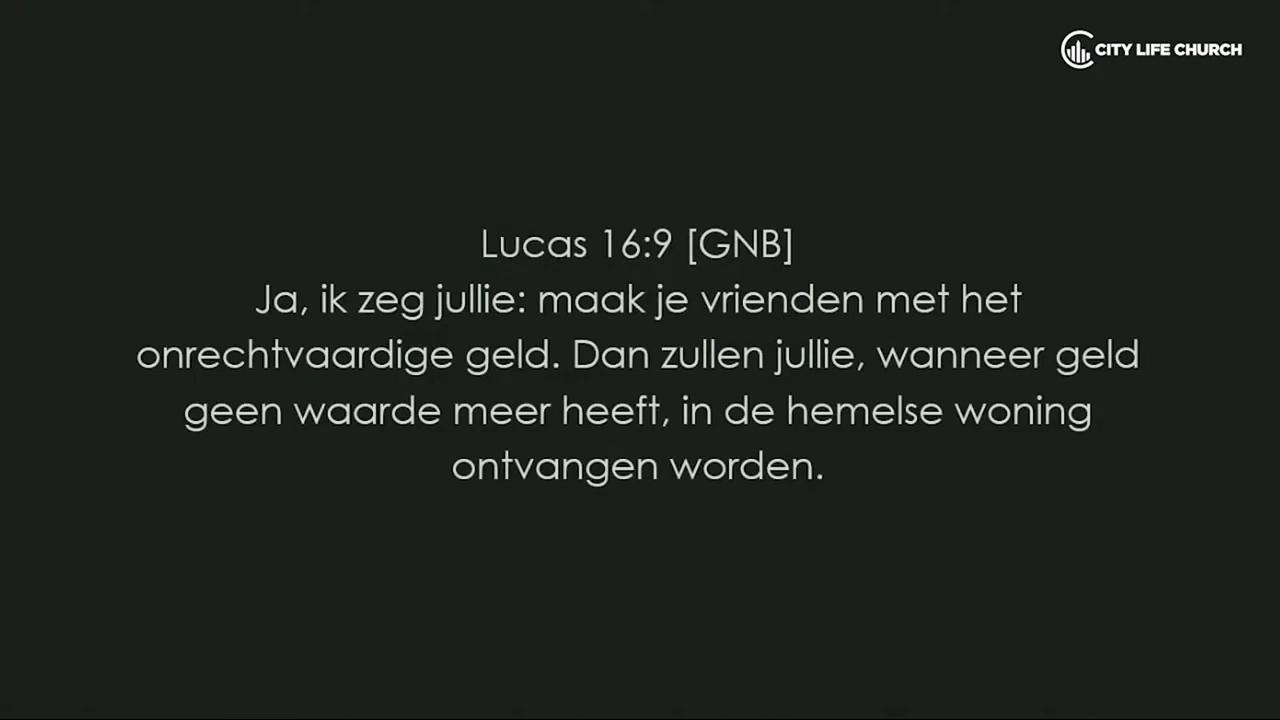 CITY LIFE CHURCH
Lucas 16:9 [GNB]
Ja, ik zeg jullie: maak je vrienden met het
onrechtvaardige geld. Dan zullen jullie, wanneer geld
geen waarde meer heeft, in de hemelse woning
ontvangen worden.